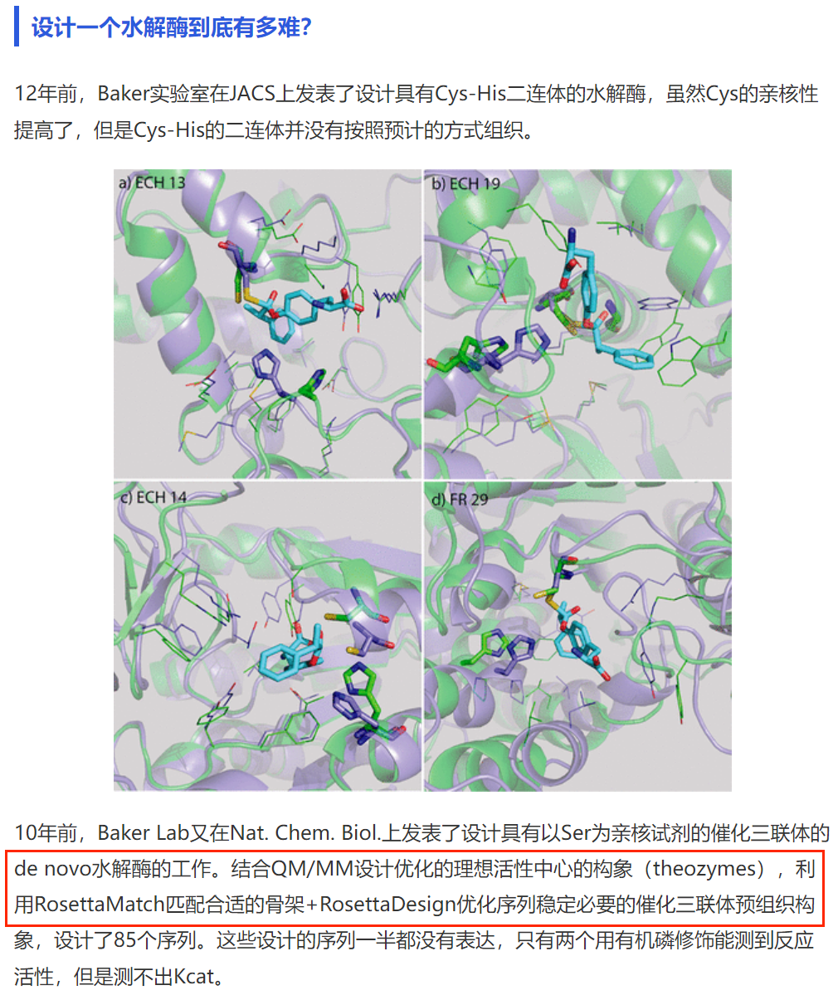 设计一个水解酶到底有多难?
12年前，Baker实验室在JACS上发表了设计具有Cys-His二连体的水解酶，虽然Cys的亲核性
提高了，但是Cys-His的二连体并没有按照预计的方式组织。
a) ECH 13
b) ECH 19
c) ECH 14
d) FR 29
10年前，Baker Lab又在Nat. Chem. Biol.上发表了设计具有以Ser为亲核试剂的催化三联体的
de novo水解酶的工作。结合QM/MM设计优化的理想活性中心的构象（theozymes），利
用RosettaMatch匹配合适的骨架+RosettaDesign优化序列稳定必要的催化三联体预组织构
象，设计了85个序列。这些设计的序列一半都没有表达，只有两个用有机磷修饰能测到反应
活性，但是测不出Kcat。